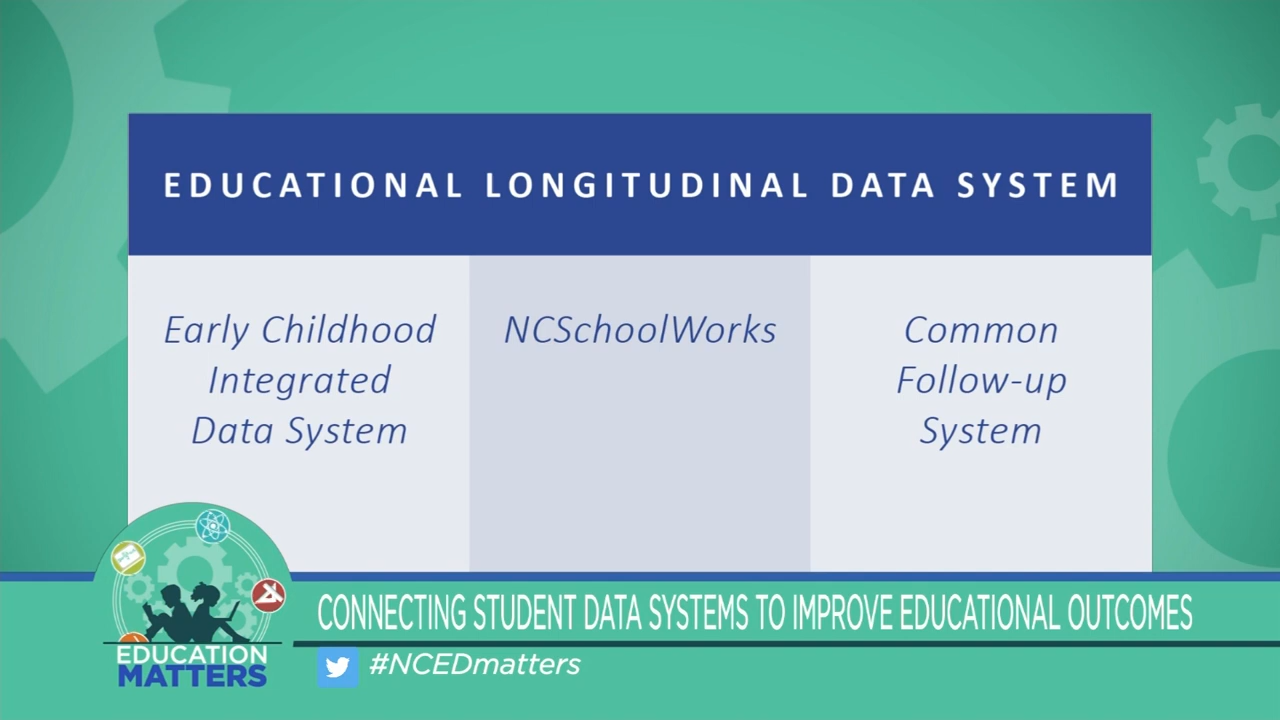 EDUCATIONAL LONGITUDINAL DATA SYSTEM
Early Childhood
Integrated
Data System
NCSchoolWorks
Common
Follow-up
System
CONNECTING STUDENT DATA SYSTEMS TO IMPROVE EDUCATIONAL OUTCOMES
#NCEDmatters
EDUCATION
MATTERS